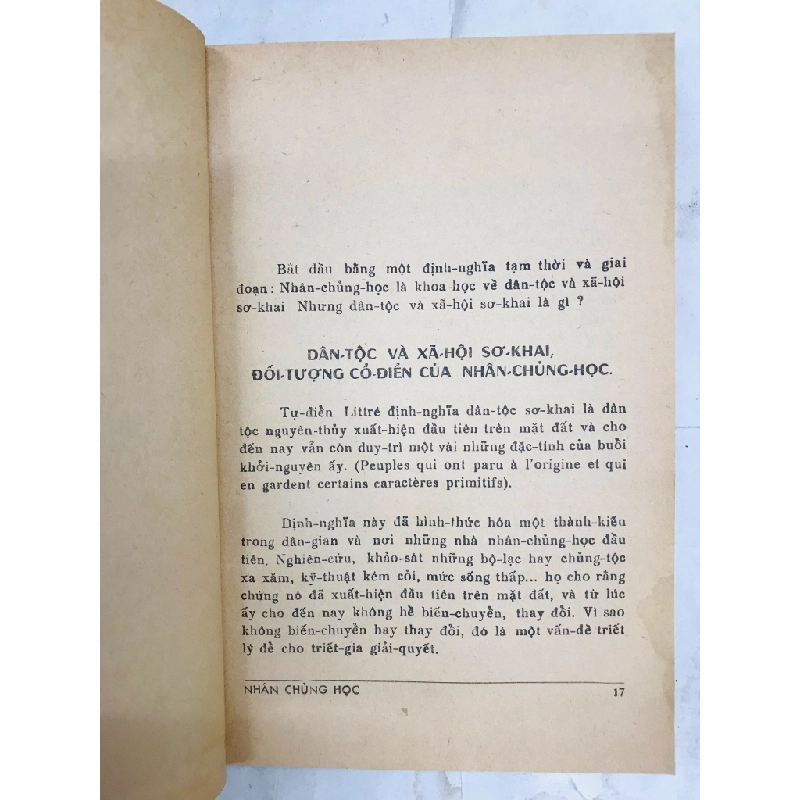 Bắt đầu bằng một định-nghĩa tạm thời và giai
đoạn: Nhân-chủng-học là khoa-học về dân-tộc và xã-hội
sơ-khai Nhưng dân-tộc và xã-hội sơ-khai là gì ?
DÂN-TỘC VÀ XÃ-HỘI SƠ-KHAI,
ĐỐI-TƯỢNG CỔ-ĐIỂN CỦA NHÂN-CHỦNG-HỌC.
Tự-điển Littré định-nghĩa dân-tộc sơ-khai là dân
tộc nguyên-thủy xuất-hiện đầu tiên trên mặt đất và cho
đến nay vẫn còn duy-trì một vài những đặc-tính của buổi
khởi-nguyên ấy. (Peuples qui ont paru à l'origine et qui
en gardent certains caractères primitifs).
Định-nghĩa này đã hình-thức hóa một thành-kiến
trong dân-gian và nơi những nhà nhân-chủng-học đầu
tiên. Nghiên-cứu, khảo-sát những bộ-lạc hay chủng-tộc
xa xăm, kỹ-thuật kém cỏi, mức sống thấp... họ cho rằng
chúng nó đã xuất-hiện đầu tiên trên mặt đất, và từ lúc
ấy cho đến nay không hề biến-chuyển, thay đổi. Vì sao
không biến-chuyển hay thay đổi, đó là một vấn-đề triết
lý để cho triết-gia giải-quyết.
NHÂN CHỦNG HỌC 17